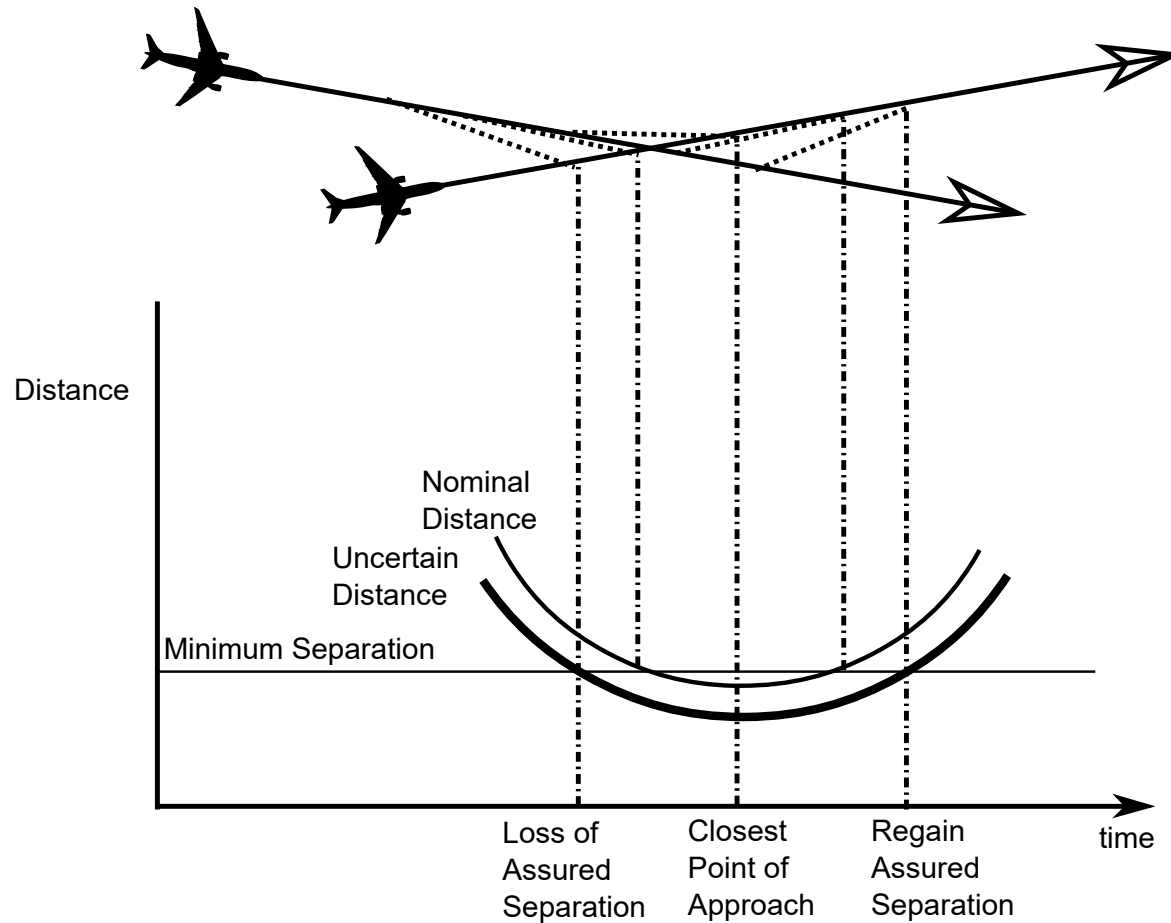 Distance
Nominal
Distance
Uncertain
Distance
Minimum Separation
Loss of
Assured
Separation
Closest
Point of
Approach
Regain
Assured
Separation
time